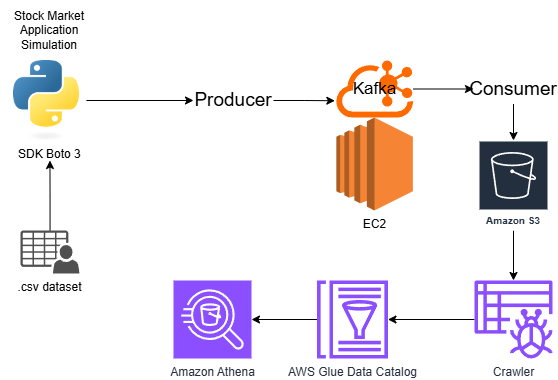 Stock Market
Application
Simulation
SDK Boto 3
.csv dataset
Producer
Kafka
EC2
Consumer
Amazon S3
Crawler
AWS Glue Data Catalog
Amazon Athena